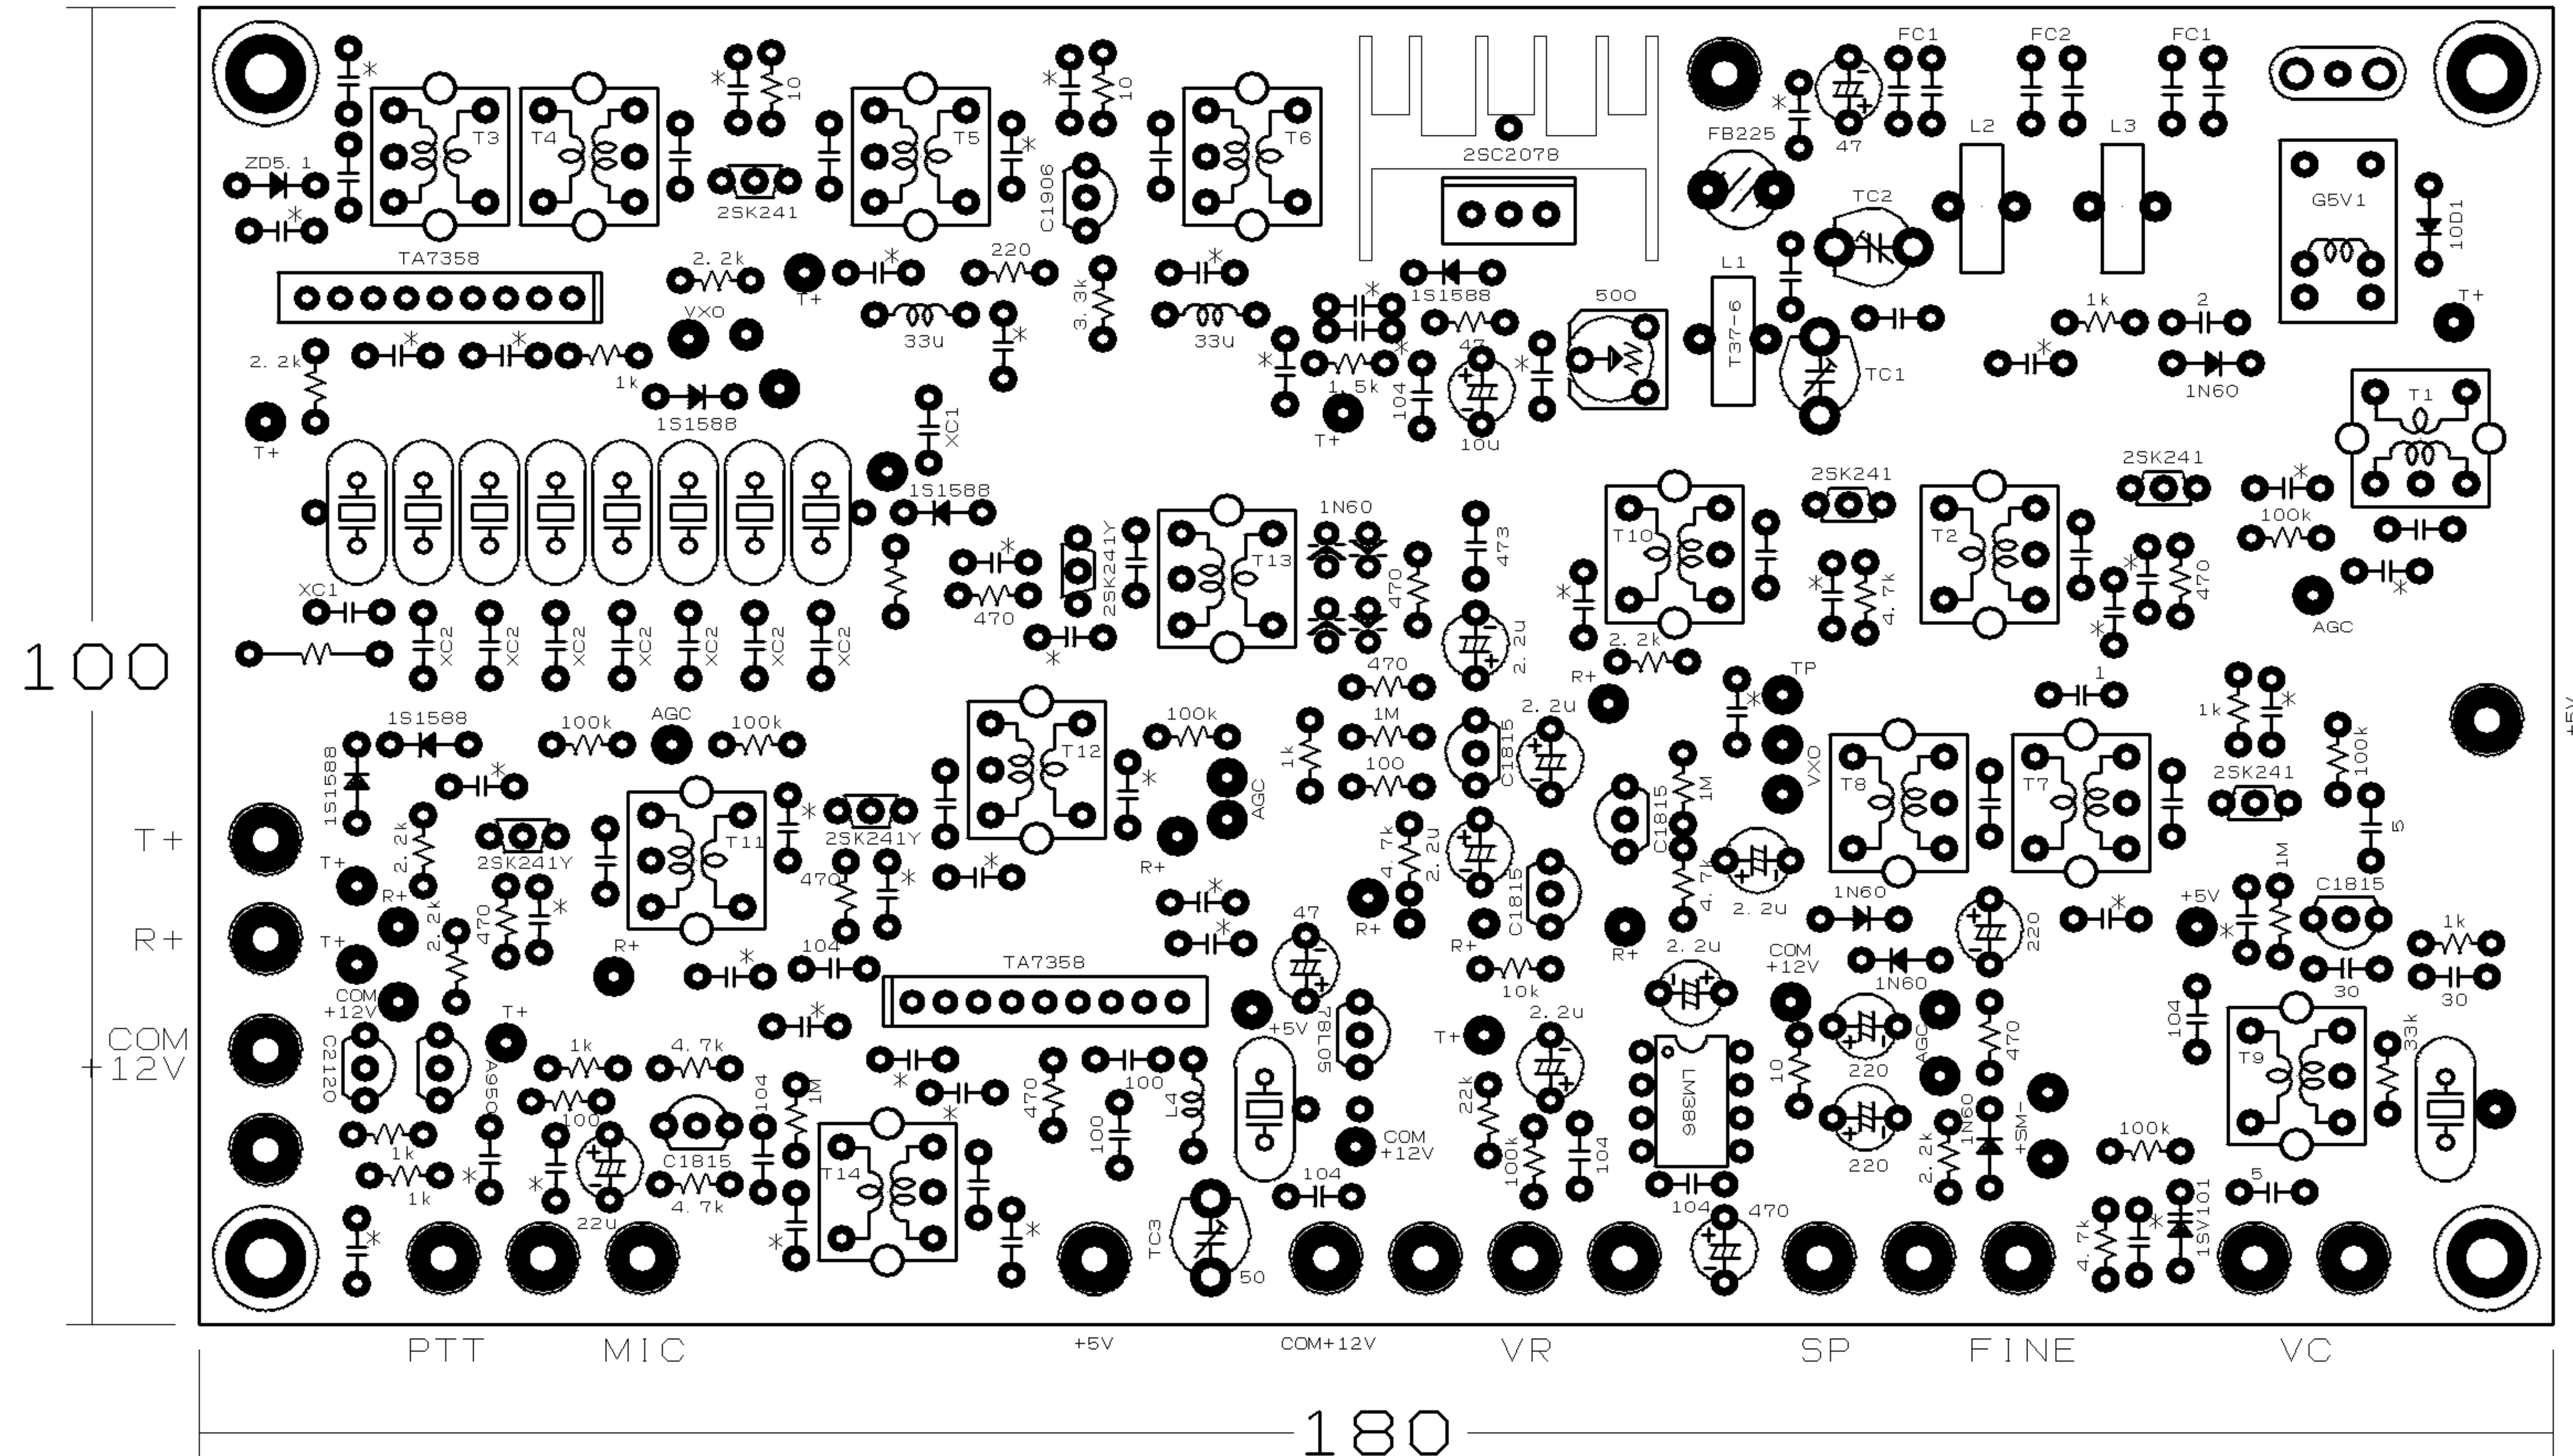 FC1 FC2 FC1
* * 10 * 10 * 47
T3 T4 T5 T6
FB225 L2 L3
ZD5.1 * 2SK241 * C1906 2SC2078
TC2 G5V1 10D1
TA7358 2.2k T+ * 220 * 1S1588 L1
VXO 33u 3.3k 33u * 500 1k 2 T+
* * * 47 T37-6
2.2k 1k * 1.5k * * TC1 * 1N60
T+ 1S1588 XC1 T+ 104 10u T1
1S1588 2SK241 2SK241 *
1N60 473 100k
* 2SK241Y T13 T10 T2
XC1 470 470 * * 4.7k * 470 *
XC2 XC2 XC2 XC2 XC2 XC2 XC2 * 2.2u 2.2k * AGC
470 R+ TP 1
1S1588 100k AGC 100k 100k 1M 2.2u * 1k * +5V
1S1588 T12 1k C1815 VXO T8 T7 100k
* * * 100 AGC 1M 2SK241
T+ 2.2k 2SK241Y T11 2SK241Y C1815 5
T+ 470 * * R+ 4.7k 2.2u 4.7k 1M
R+ 1N60 +5V C1815
R+ 2.2k 470 * * 47 R+ C1815 2.2u 220 * * 1k
T+ R+ * 104 * R+ R+ 2.2u COM
+12V
COM
+12V TA7358 10k 1N60 30 30
COM
+12V T+ * +5V 78L05 T+ 2.2u AGC 470 104 33k
C2120 A950 1k 4.7k * 100 10 220 T9
100 104 1M * 470 L4 22k LM386 1N60
1k C1815 T14 100 COM
+12V 100k 104 220 2.2k +SM- 100k
1k * * 4.7k 104 104 5
* 22u * * TC3 50 470 4.7k * 1SV101
PTT MIC +5V COM+12V VR SP FINE VC
100
180